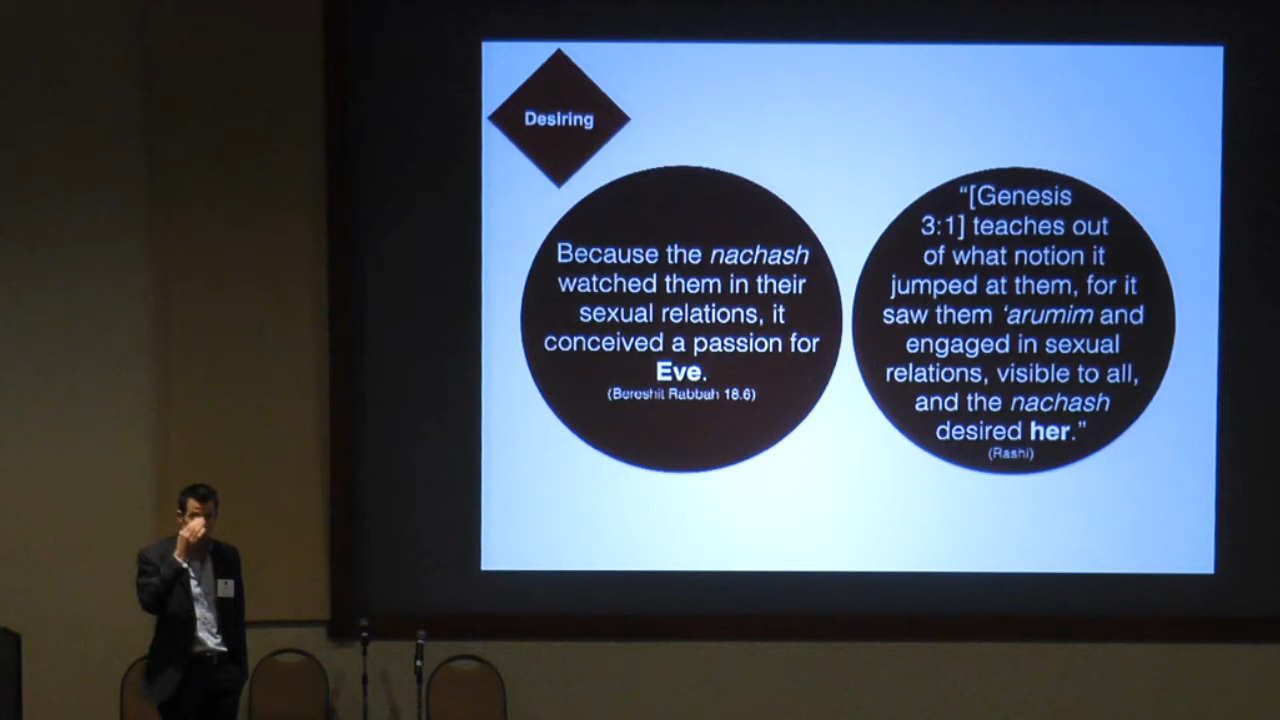 Desiring
Because the nachash
watched them in their
sexual relations, it
conceived a passion for
Eve.
(Bereshit Rabbah 18.6)
“[Genesis
3:1] teaches out
of what notion it
jumped at them, for it
saw them ‘arumim and
engaged in sexual
relations, visible to all,
and the nachash
desired her.”
(Rashi)